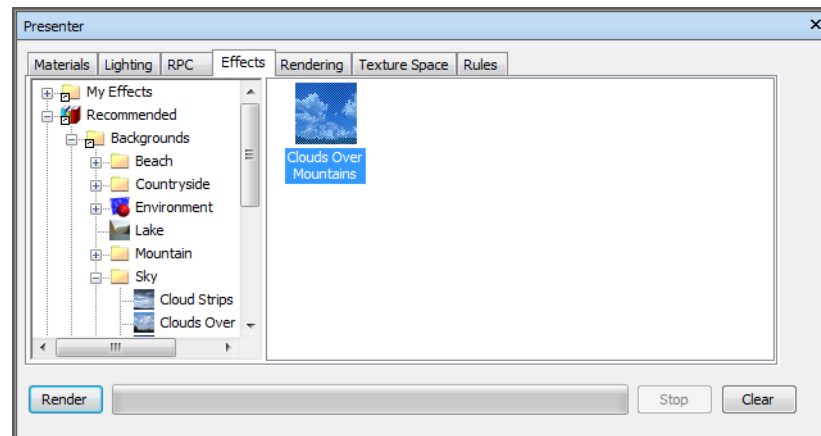 Presenter
Materials Lighting RPC Effects Rendering Texture Space Rules
My Effects
Recommended
Backgrounds
Beach
Countryside
Environment
Lake
Mountain
Sky
Cloud Strips
Clouds Over
Clouds Over
Mountains
Render Stop Clear